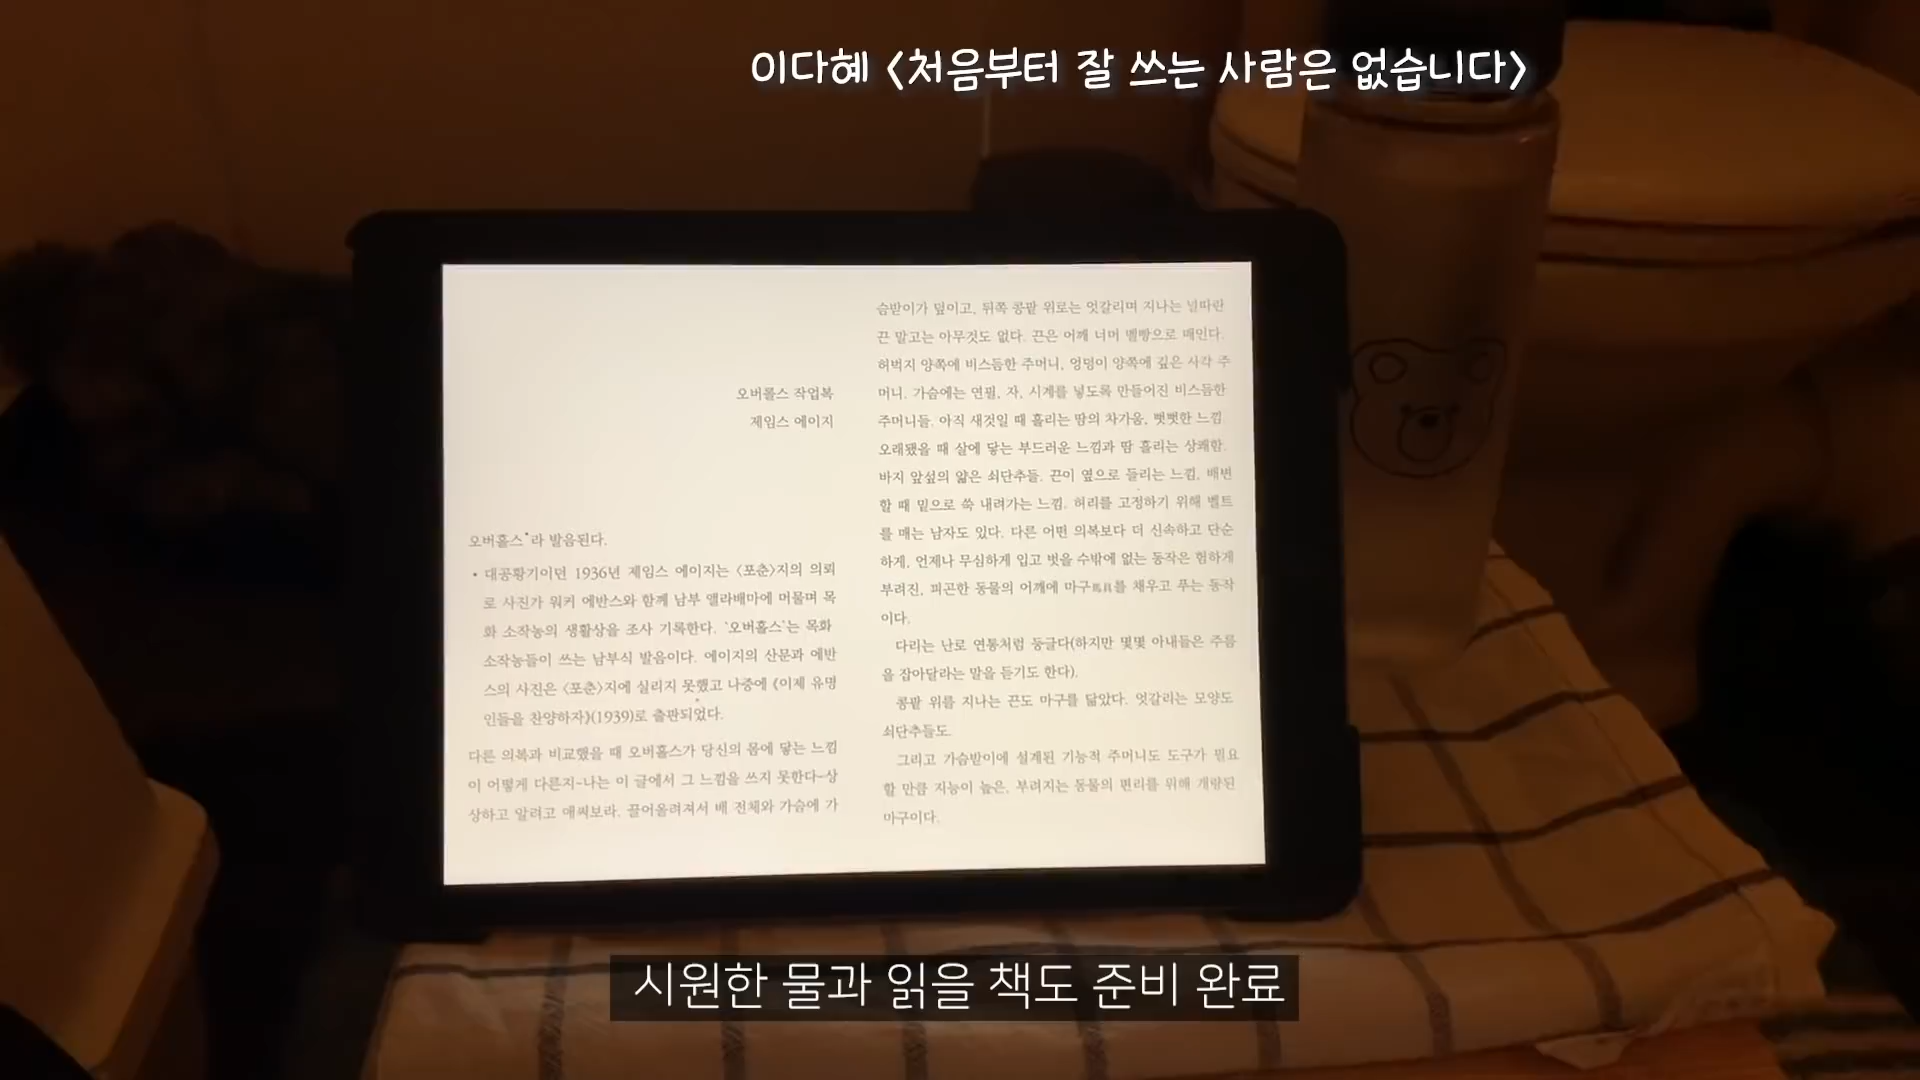 이다혜 <처음부터 잘 쓰는 사람은 없습니다>
오버롤스 작업복
제임스 에이지
오버홀스*라 발음된다.
• 대공황기이던 1936년 제임스 에이지는 〈포춘〉지의 의뢰
로 사진가 워커 에반스와 함께 남부 앨라배마에 머물며 목
화 소작농의 생활상을 조사 기록한다. '오버홀스'는 목화
소작농들이 쓰는 남부식 발음이다. 에이지의 산문과 에반
스의 사진은 〈포춘〉지에 실리지 못했고 나중에 《이제 유명
인들을 찬양하자》(1939)로 출판되었다.
다른 의복과 비교했을 때 오버홀스가 당신의 몸에 닿는 느낌
이 어떻게 다른지-나는 이 글에서 그 느낌을 쓰지 못한다-상
상하고 알려고 애써보라. 끌어올려져서 배 전체와 가슴에 가
슴받이가 덮이고, 뒤쪽 콩팥 위로는 엇갈리며 지나는 널따란
끈 말고는 아무것도 없다. 끈은 어깨 너머 멜빵으로 매인다.
허벅지 양쪽에 비스듬한 주머니, 엉덩이 양쪽에 깊은 사각 주
머니. 가슴에는 연필, 자, 시계를 넣도록 만들어진 비스듬한
주머니들. 아직 새것일 때 흘리는 땀의 차가움, 뻣뻣한 느낌.
오래됐을 때 살에 닿는 부드러운 느낌과 땀 흘리는 상쾌함.
바지 앞섶의 얇은 쇠단추들. 끈이 옆으로 들리는 느낌, 배변
할 때 밑으로 쑥 내려가는 느낌. 허리를 고정하기 위해 벨트
를 매는 남자도 있다. 다른 어떤 의복보다 더 신속하고 단순
하게, 언제나 무심하게 입고 벗을 수밖에 없는 동작은 험하게
부려진, 피곤한 동물의 어깨에 마구馬具를 채우고 푸는 동작
이다.
다리는 난로 연통처럼 둥글다(하지만 몇몇 아내들은 주름
을 잡아달라는 말을 듣기도 한다).
콩팥 위를 지나는 끈도 마구를 닮았다. 엇갈리는 모양도
쇠단추들도.
그리고 가슴받이에 설계된 기능적 주머니도 도구가 필요
할 만큼 지능이 높은, 부려지는 동물의 편리를 위해 개량된
마구이다.
시원한 물과 읽을 책도 준비 완료